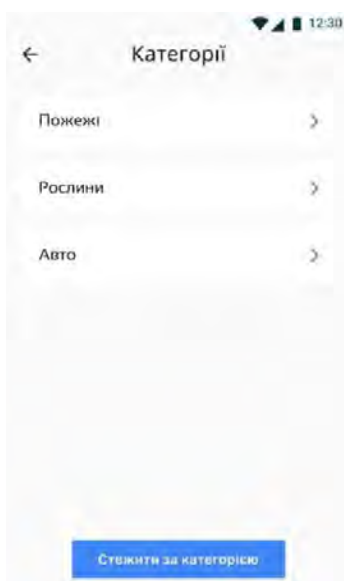 12:30
Категорії
Пожежі
Рослини
Авто
Стежити за категорією